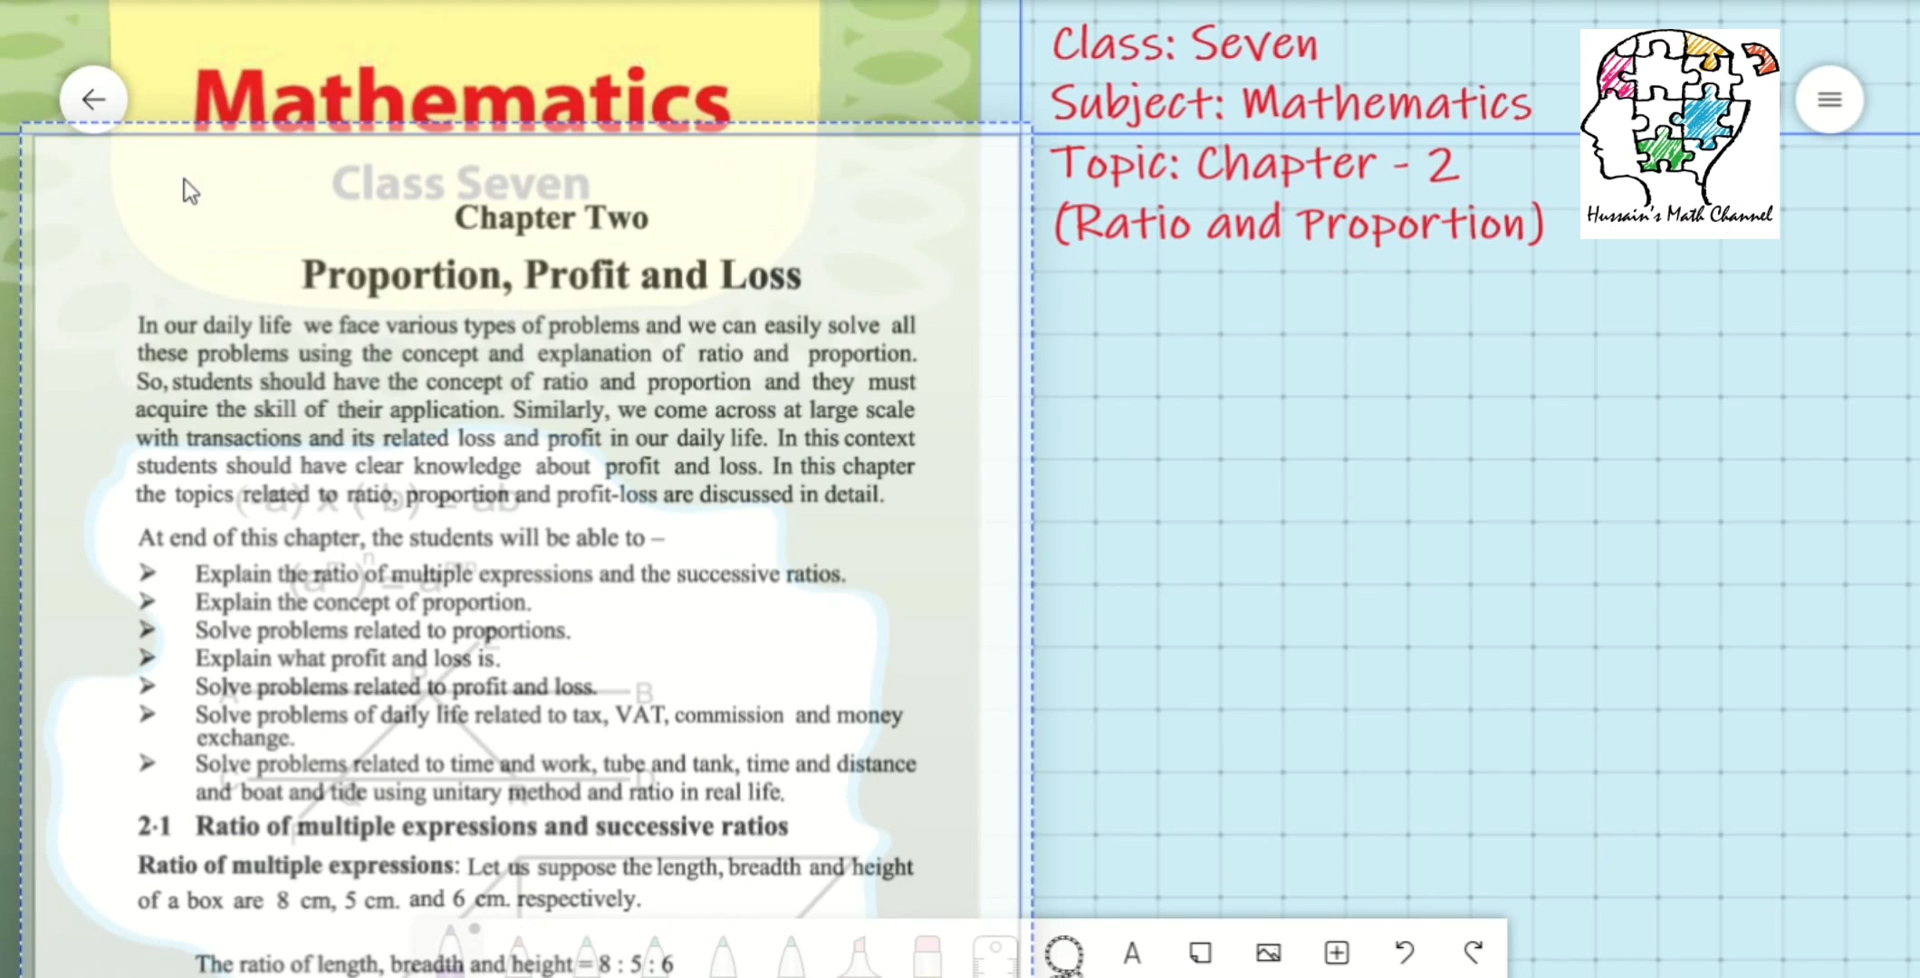 Mathematics
Class Seven
Chapter Two
Proportion, Profit and Loss
In our daily life we face various types of problems and we can easily solve all
these problems using the concept and explanation of ratio and proportion.
So, students should have the concept of ratio and proportion and they must
acquire the skill of their application. Similarly, we come across at large scale
with transactions and its related loss and profit in our daily life. In this context
students should have clear knowledge about profit and loss. In this chapter
the topics related to ratio, proportion and profit-loss are discussed in detail.
At end of this chapter, the students will be able to –
➤ Explain the ratio of multiple expressions and the successive ratios.
➤ Explain the concept of proportion.
➤ Solve problems related to proportions.
➤ Explain what profit and loss is.
➤ Solve problems related to profit and loss.
➤ Solve problems of daily life related to tax, VAT, commission and money
exchange.
➤ Solve problems related to time and work, tube and tank, time and distance
and boat and tide using unitary method and ratio in real life.
2·1 Ratio of multiple expressions and successive ratios
Ratio of multiple expressions: Let us suppose the length, breadth and height
of a box are 8 cm, 5 cm. and 6 cm. respectively.
The ratio of length, breadth and height = 8 : 5 : 6
Class: Seven
Subject: Mathematics
Topic: Chapter - 2
(Ratio and Proportion)
Hussain's Math Channel
A